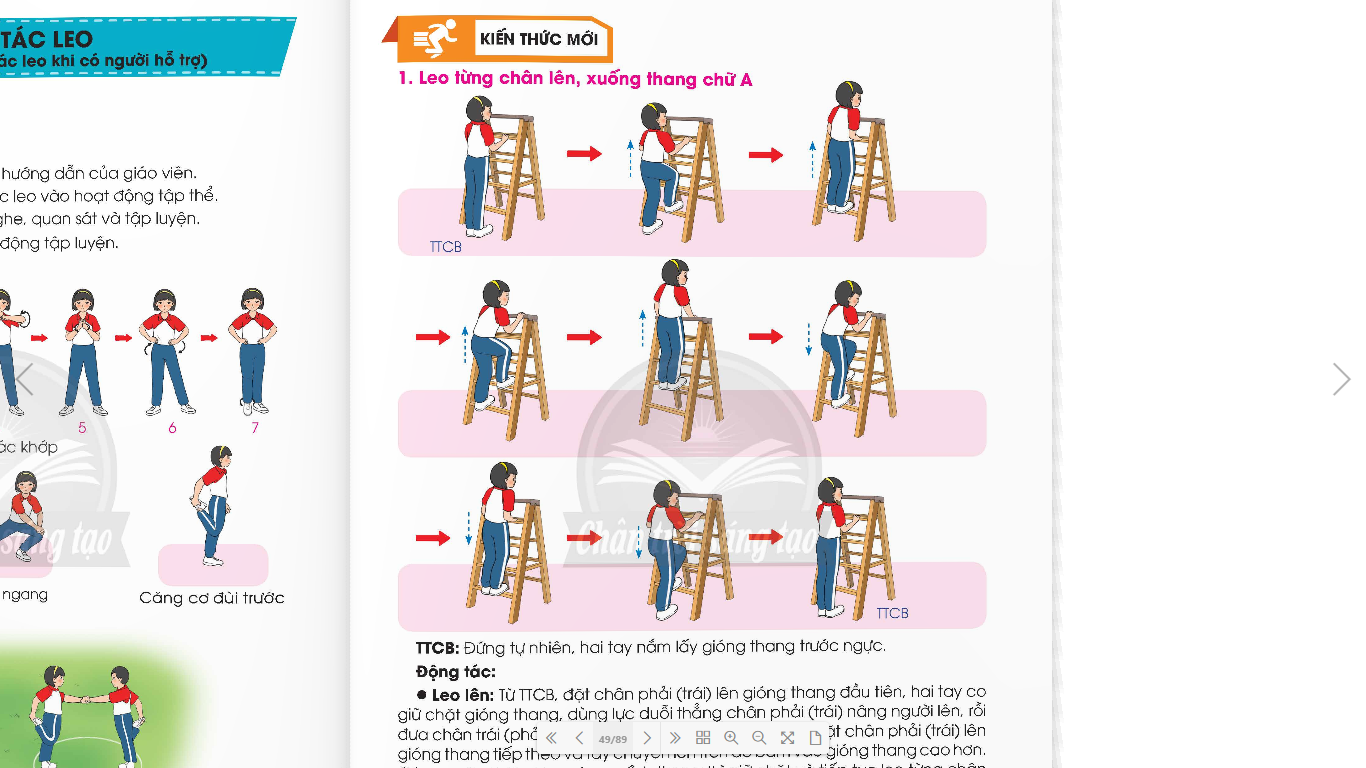 TÁC LEO
ác leo khi có người hỗ trợ)
hướng dẫn của giáo viên.
c leo vào hoạt động tập thể.
ghe, quan sát và tập luyện.
động tập luyện.
5 6 7
ác khớp
ngang
Căng cơ đùi trước
KIẾN THỨC MỚI
1. Leo từng chân lên, xuống thang chữ A
TTCB
Chân trời sáng tạo
sáng tạo
TTCB
TTCB: Đứng tự nhiên, hai tay nắm lấy gióng thang trước ngực.
Động tác:
● Leo lên: Từ TTCB, đặt chân phải (trái) lên gióng thang đầu tiên, hai tay co
giữ chặt gióng thang, dùng lực duỗi thẳng chân phải (trái) nâng người lên, rồi
đưa chân trái (phả ặt chân phải (trái) lên
gióng thang tiếp theo gióng thang cao hơn.
49/89